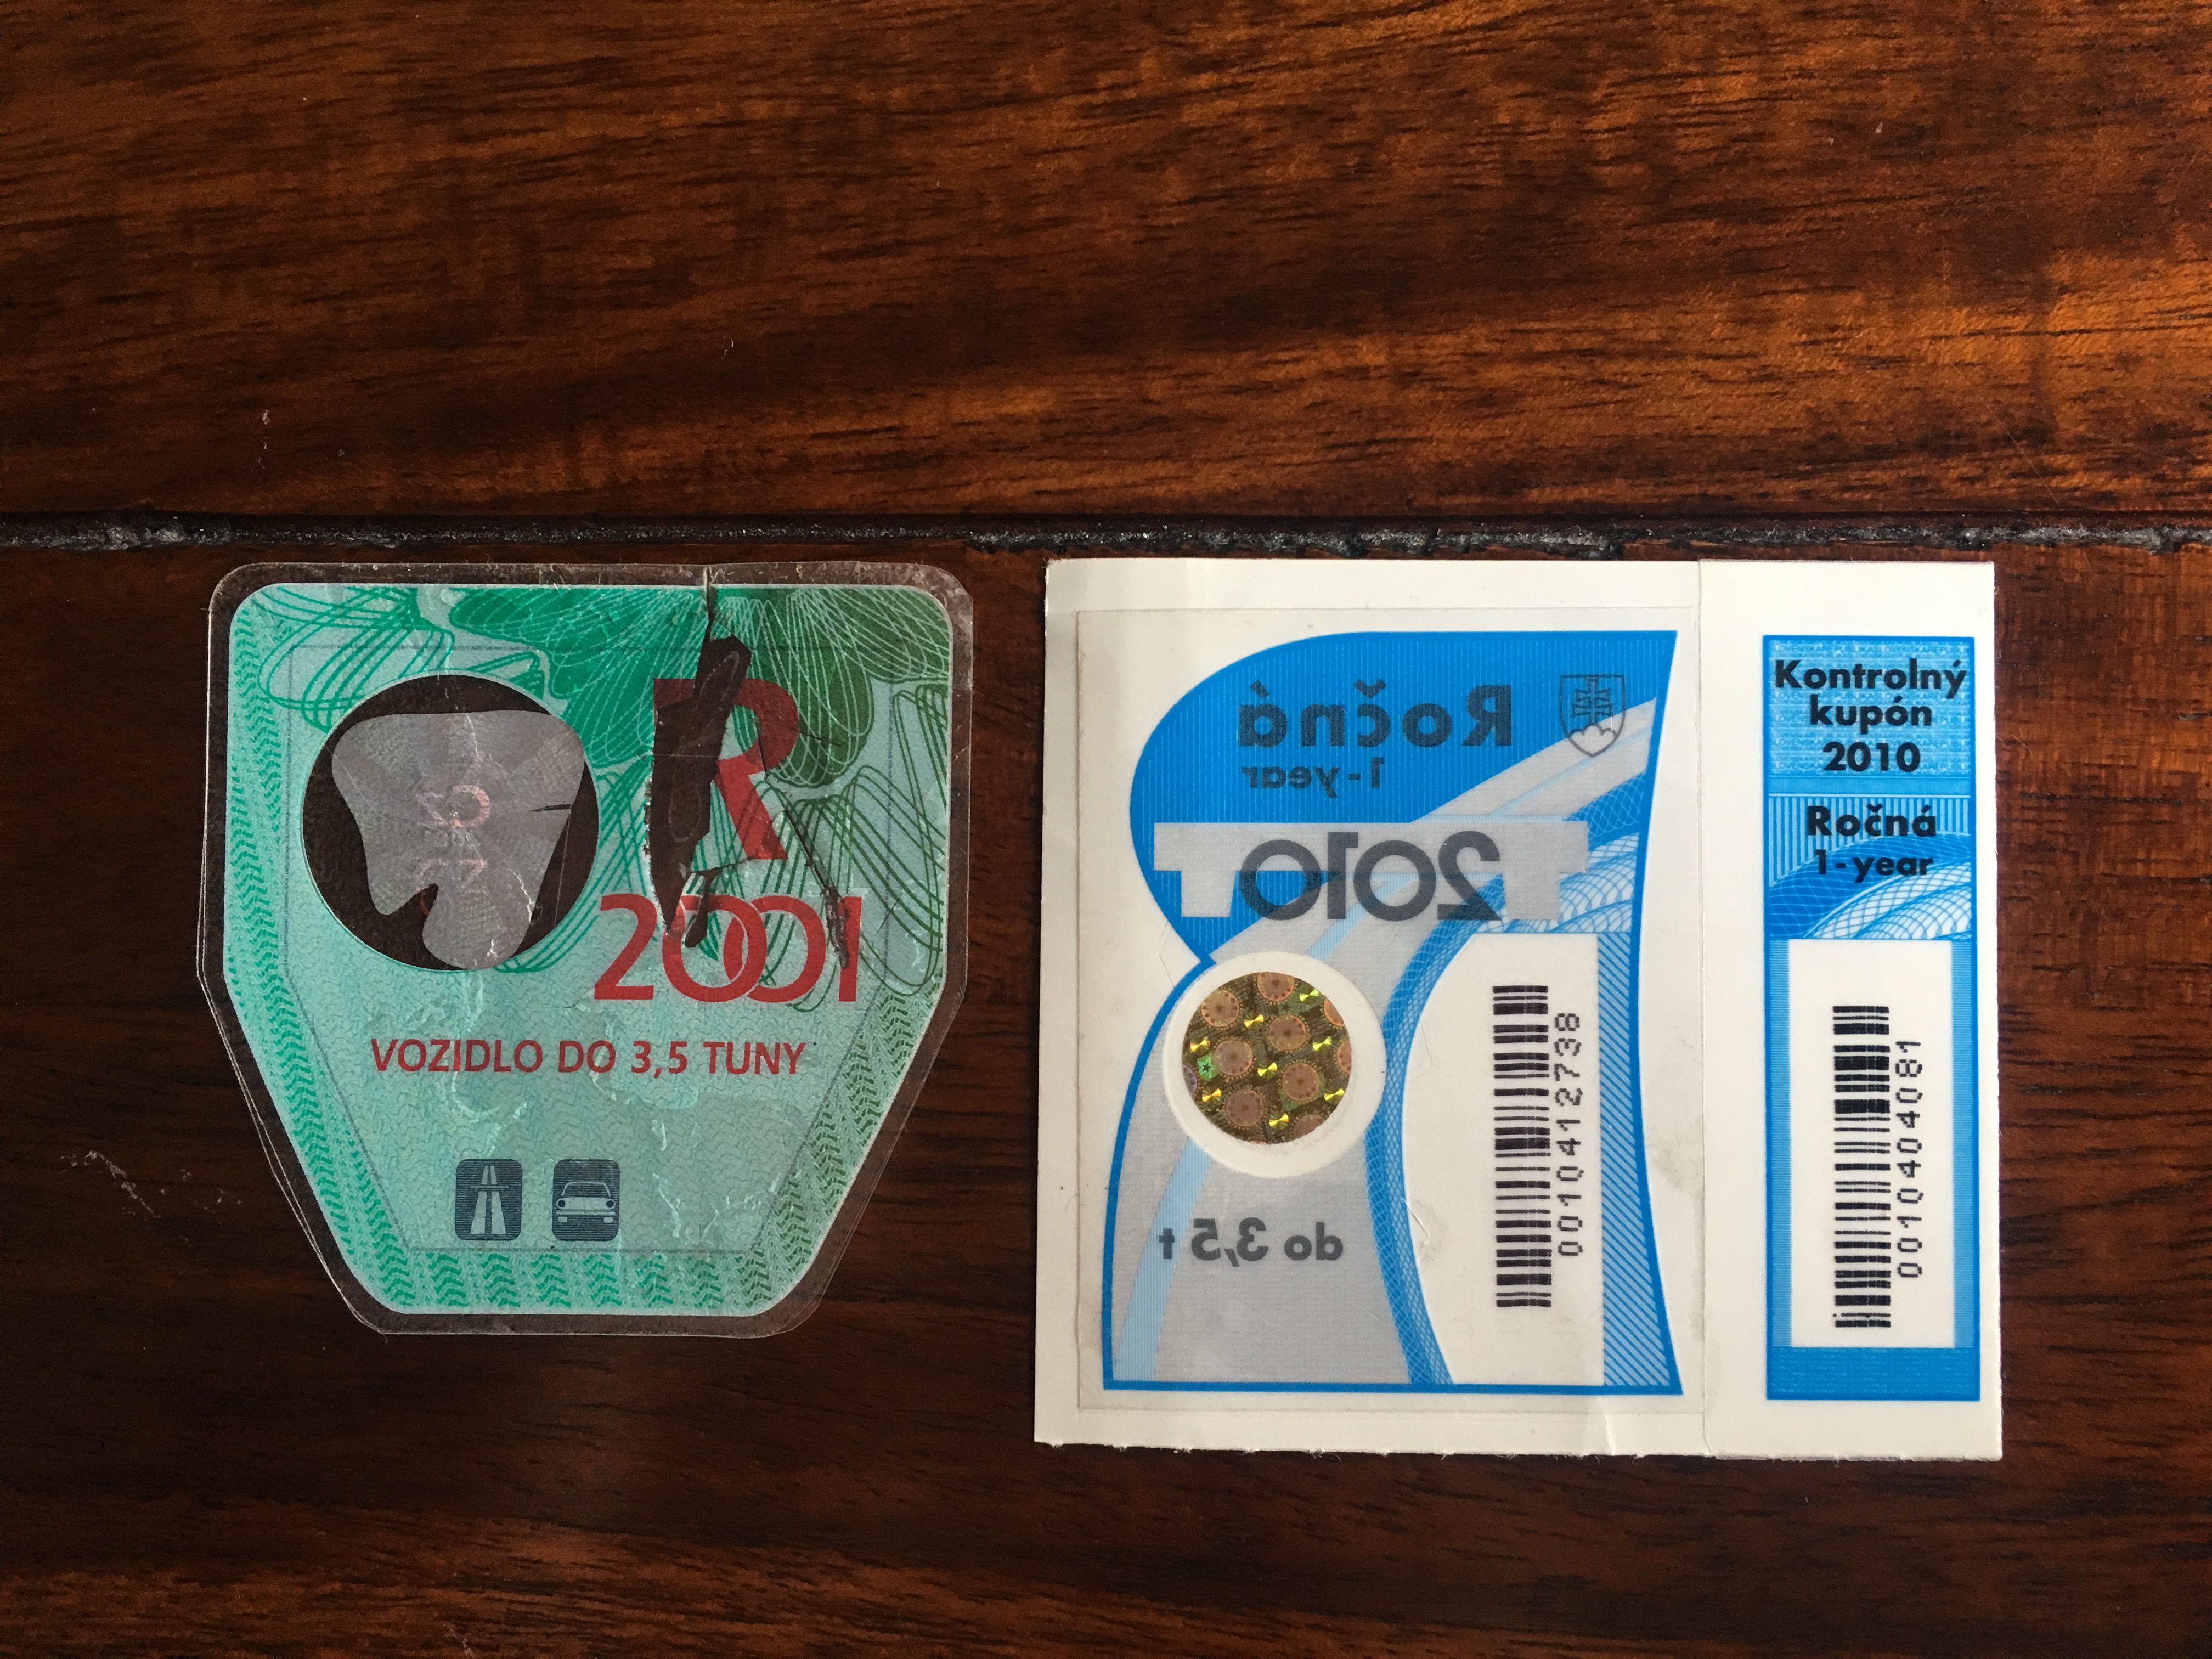 R
2001
VOZIDLO DO 3,5 TUNY
Ročná
1-year
2010
0010412738
do 3,5 t
Kontrolný
kupón
2010
Ročná
1-year
0010404081